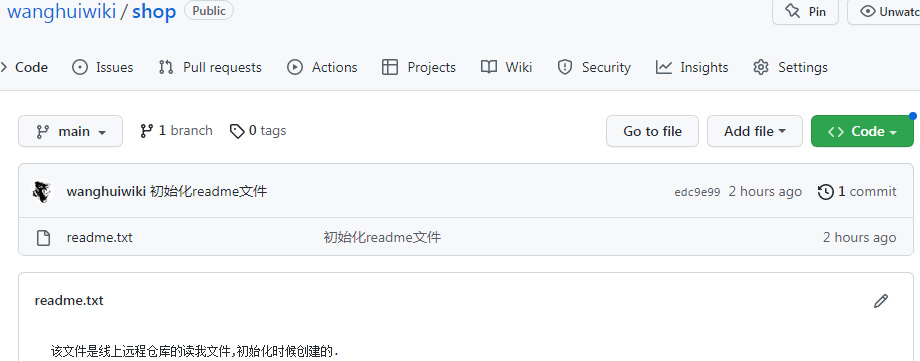 wanghuiwiki / shop Public Pin Unwatc
Code Issues Pull requests Actions Projects Wiki Security Insights Settings
main 1 branch 0 tags Go to file Add file Code
wanghuiwiki 初始化readme文件 edc9e99 2 hours ago 1 commit
readme.txt 初始化readme文件 2 hours ago
readme.txt
该文件是线上远程仓库的读我文件,初始化时候创建的.